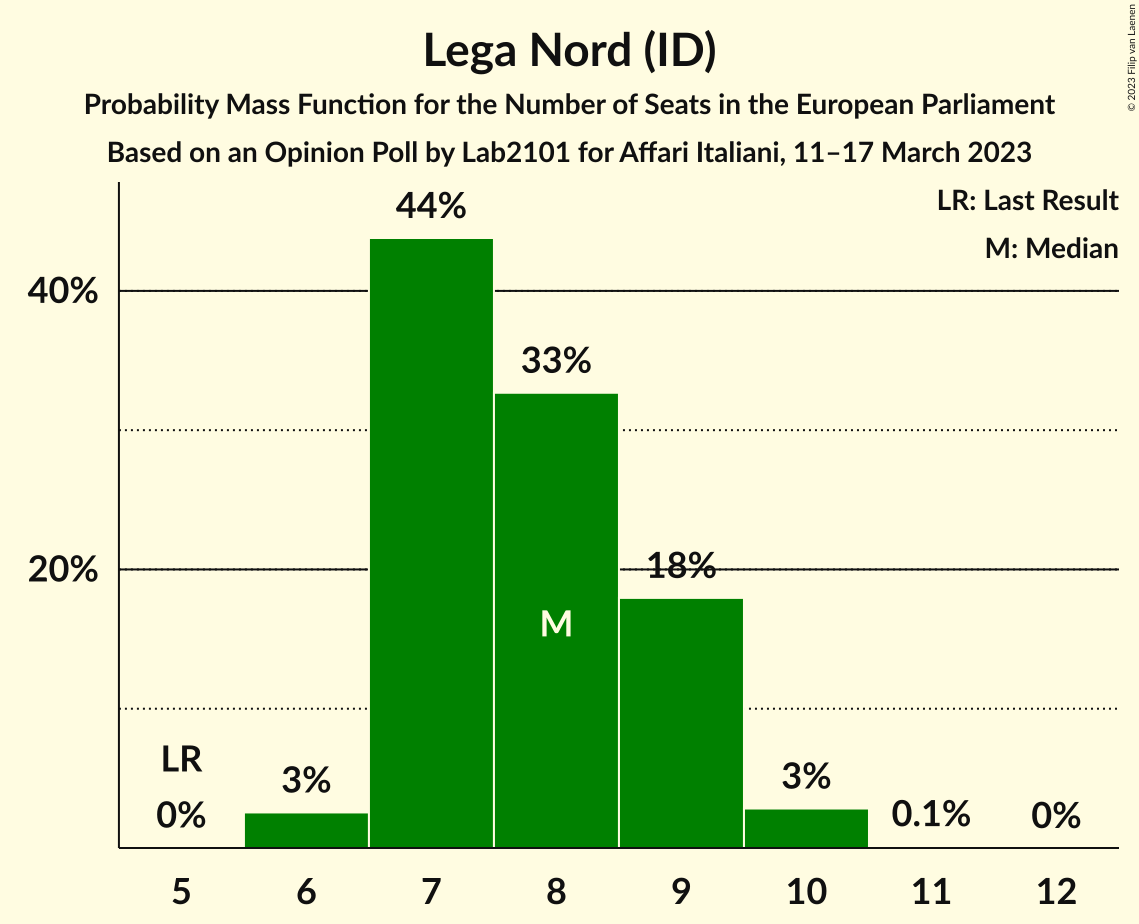 Lega Nord (ID)
Probability Mass Function for the Number of Seats in the European Parliament
Based on an Opinion Poll by Lab2101 for Affari Italiani, 11–17 March 2023
© 2023 Filip van Laenen
LR: Last Result
M: Median
44%
40%
33%
20%
18%
M
LR
0%
3%
3%
0.1%
0%
5 6 7 8 9 10 11 12